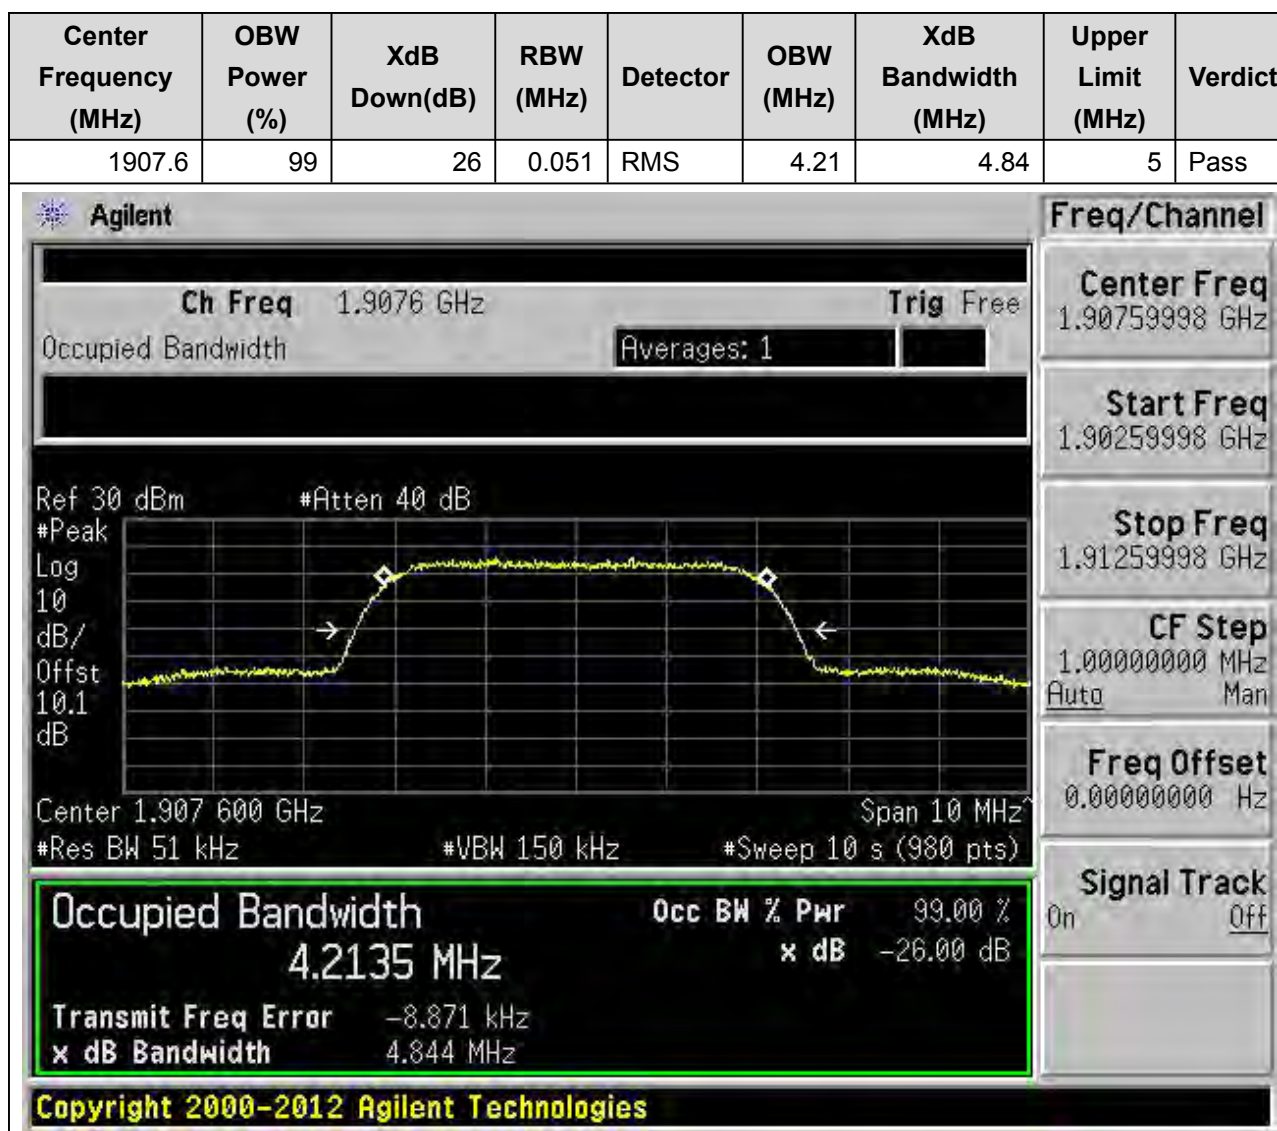 Center Frequency (MHz) OBW Power (%) XdB Down(dB) RBW (MHz) Detector OBW (MHz) XdB Bandwidth (MHz) Upper Limit (MHz) Verdict
1907.6 99 26 0.051 RMS 4.21 4.84 5 Pass
Agilent
Freq/Channel
Ch Freq 1.9076 GHz Trig Free
Occupied Bandwidth Averages: 1
Center Freq
1.90759998 GHz
Start Freq
1.90259998 GHz
Stop Freq
1.91259998 GHz
CF Step
1.00000000 MHz
Auto Man
Freq Offset
0.00000000 Hz
Signal Track
On Off
Ref 30 dBm #Atten 40 dB
#Peak
Log
10
dB/
Offst
10.1
dB
Center 1.907 600 GHz Span 10 MHz^
#Res BW 51 kHz #VBW 150 kHz #Sweep 10 s (980 pts)
Occupied Bandwidth Occ BW % Pwr 99.00 %
4.2135 MHz x dB -26.00 dB
Transmit Freq Error -8.871 kHz
x dB Bandwidth 4.844 MHz
Copyright 2000-2012 Agilent Technologies